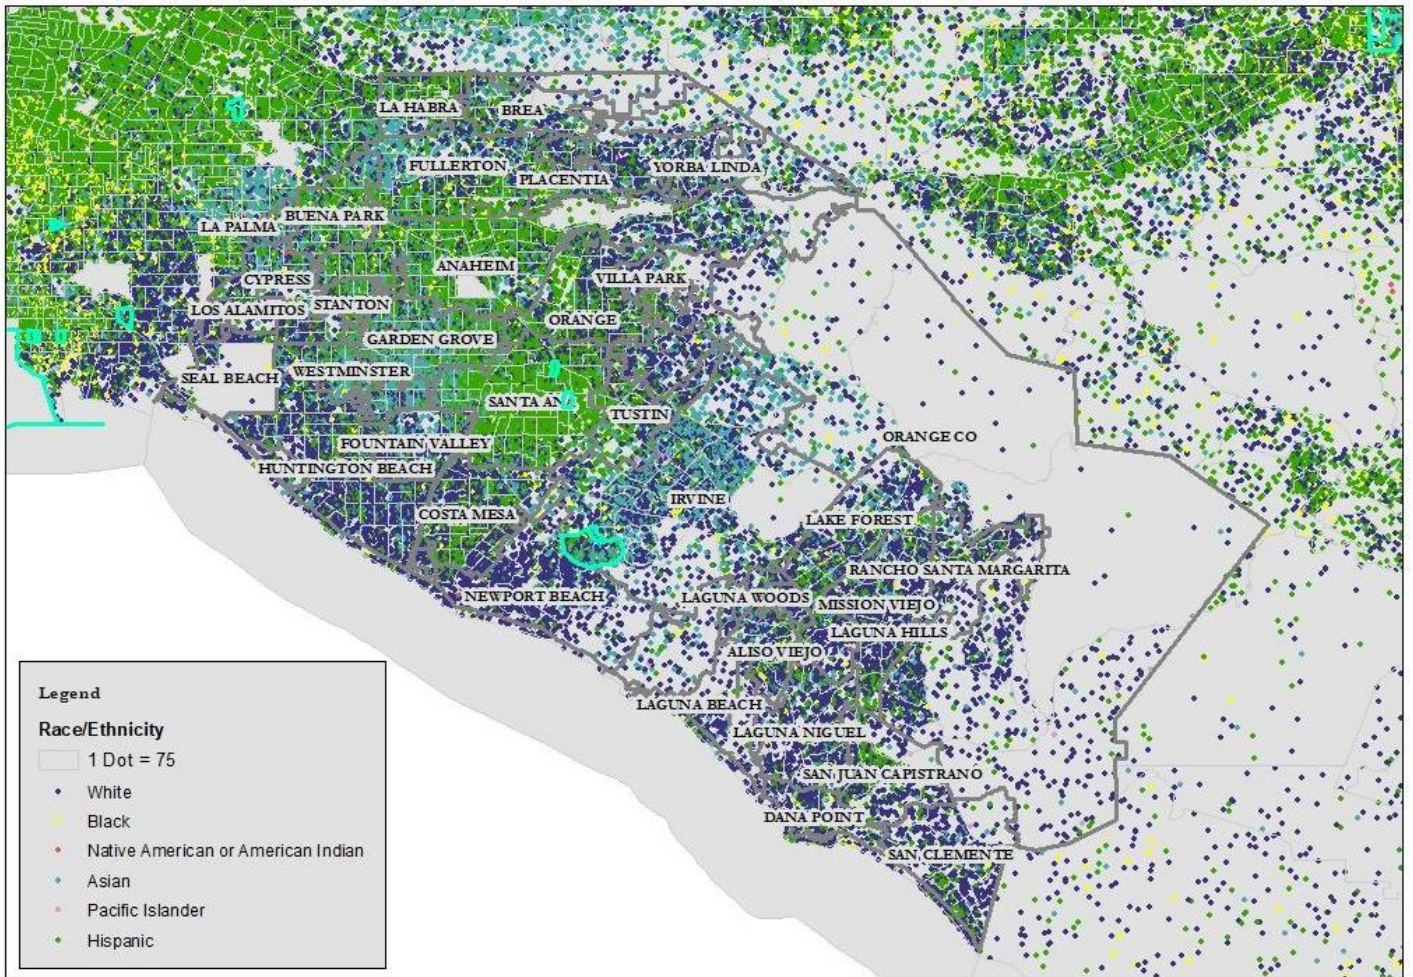 LA HABRA
BREA
FULLERTON
YORBA LINDA
PLACENTIA
BUENA PARK
LA PALMA
ANAHEIM
CYPRESS
VILLA PARK
LOS ALAMITOS
STANTON
ORANGE
GARDEN GROVE
SEAL BEACH
WESTMINSTER
SANTA AN
TUSTIN
ORANGE CO
FOUNTAIN VALLEY
HUNTINGTON BEACH
IRVINE
COSTA MESA
LAKE FOREST
RANCHO SANTA MARGARITA
NEWPORT BEACH
LAGUNA WOODS
MISSION VIEJO
LAGUNA HILLS
ALISO VIEJO
LAGUNA BEACH
LAGUNA NIGUEL
SAN JUAN CAPISTRANO
DANA POINT
SAN CLEMENTE
Legend
Race/Ethnicity
1 Dot = 75
White
Black
Native American or American Indian
Asian
Pacific Islander
Hispanic